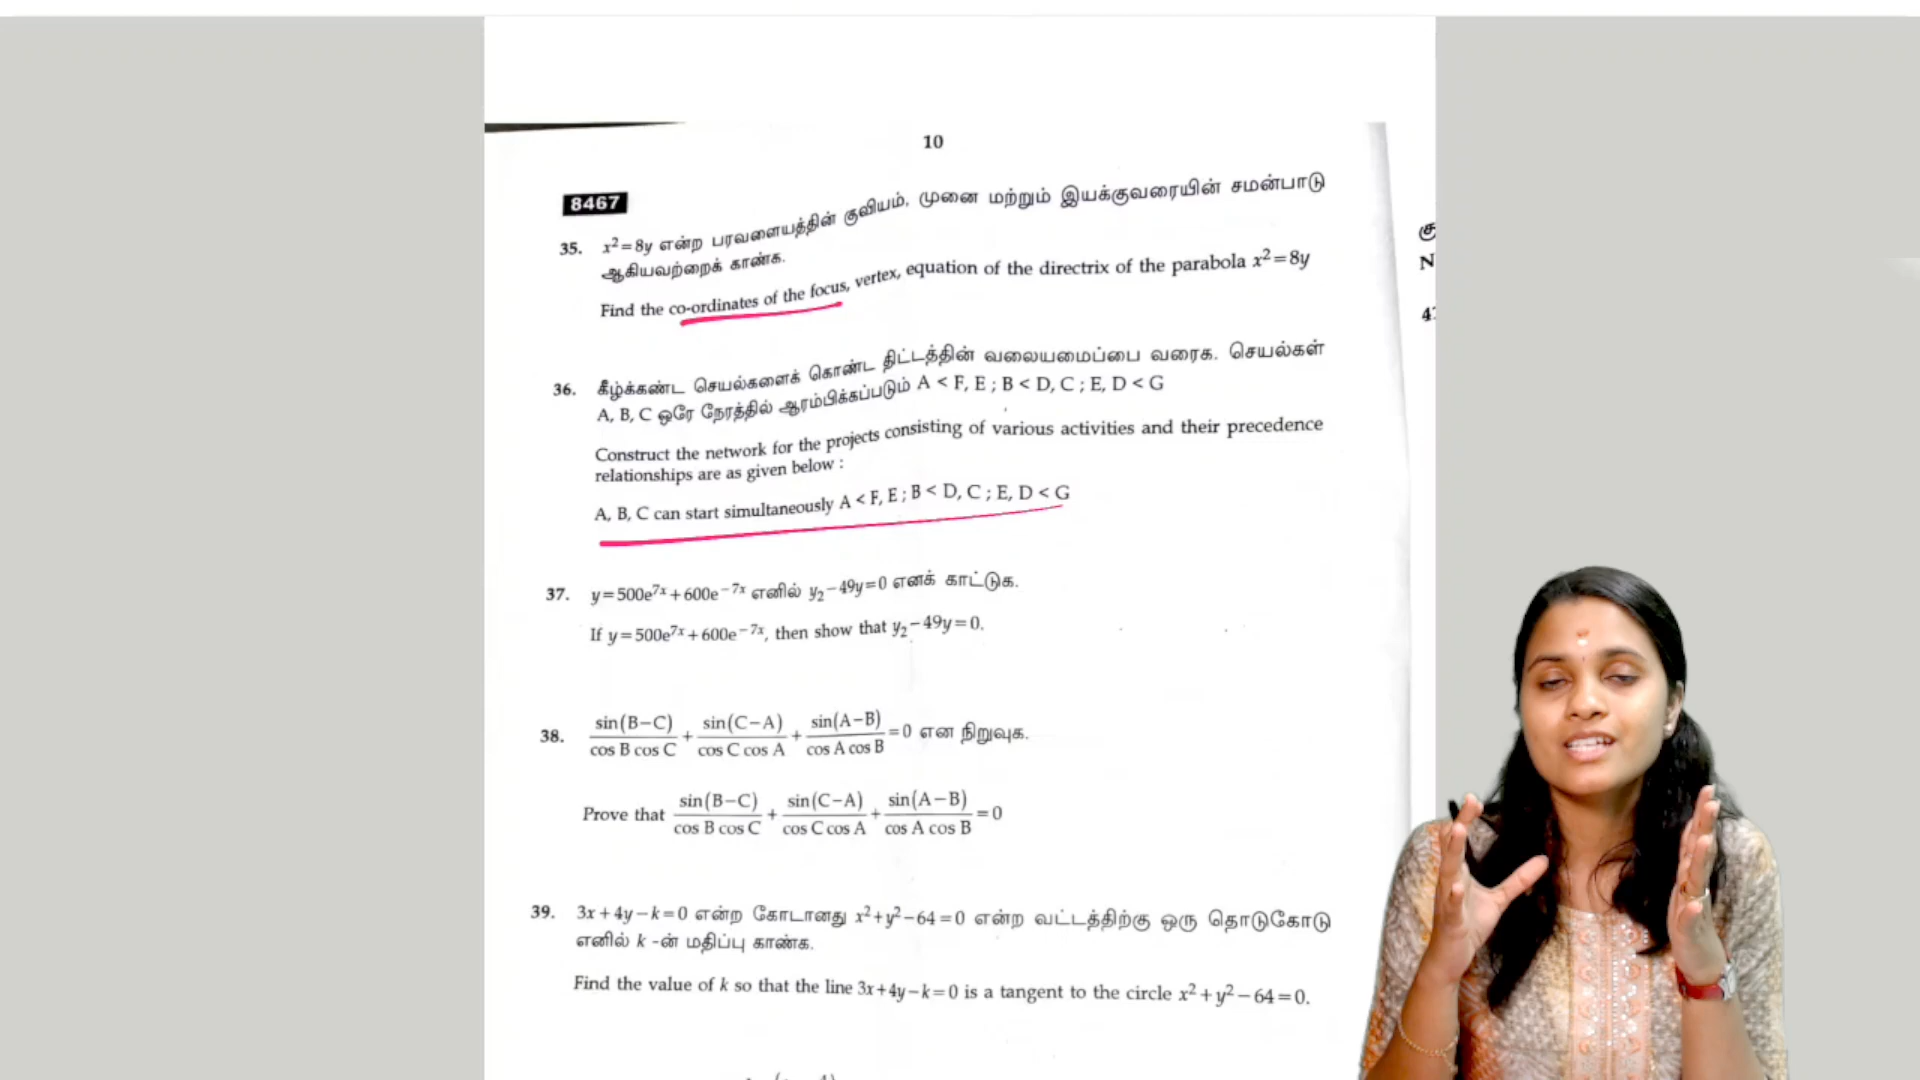 10
8467
35. x²=8y என்ற பரவளையத்தின் குவியம், முனை மற்றும் இயக்குவரையின் சமன்பாடு
ஆகியவற்றைக் காண்க.
Find the co-ordinates of the focus, vertex, equation of the directrix of the parabola x²=8y
36. கீழ்க்கண்ட செயல்களைக் கொண்ட திட்டத்தின் வலையமைப்பை வரைக. செயல்கள்
A, B, C ஒரே நேரத்தில் ஆரம்பிக்கப்படும் A < F, E ; B < D, C ; E, D < G
Construct the network for the projects consisting of various activities and their precedence
relationships are as given below :
A, B, C can start simultaneously A < F, E ; B < D, C ; E, D < G
37. y=500e⁷ˣ+600e⁻⁷ˣ எனில் y₂−49y=0 எனக் காட்டுக.
If y=500e⁷ˣ+600e⁻⁷ˣ, then show that y₂−49y=0.
38. sin(B−C)/cos B cos C + sin(C−A)/cos C cos A + sin(A−B)/cos A cos B =0 என நிறுவுக.
Prove that sin(B−C)/cos B cos C + sin(C−A)/cos C cos A + sin(A−B)/cos A cos B =0
39. 3x+4y−k=0 என்ற கோடானது x²+y²−64=0 என்ற வட்டத்திற்கு ஒரு தொடுகோடு
எனில் k -ன் மதிப்பு காண்க.
Find the value of k so that the line 3x+4y−k=0 is a tangent to the circle x²+y²−64=0.